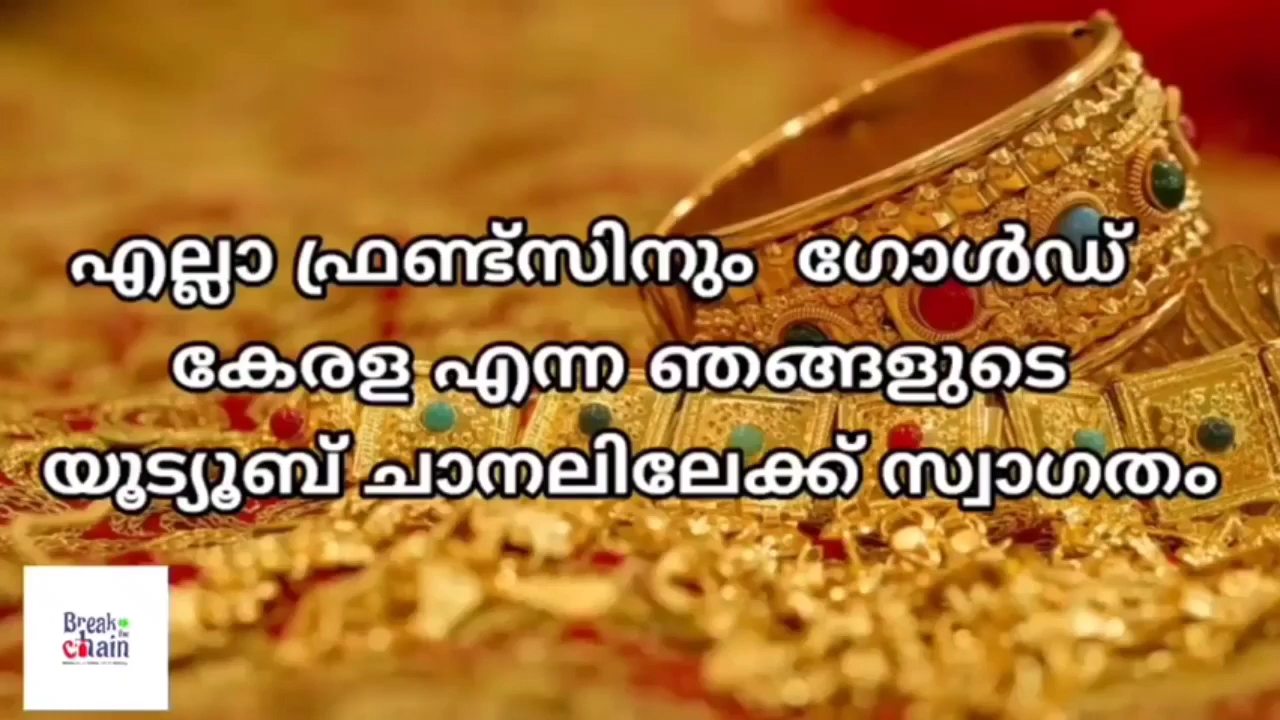 എല്ലാ ഫ്രണ്ട്സിനും ഗോൾഡ്
കേരള എന്ന ഞങ്ങളുടെ
യൂട്യൂബ് ചാനലിലേക്ക് സ്വാഗതം
Break
the
chain